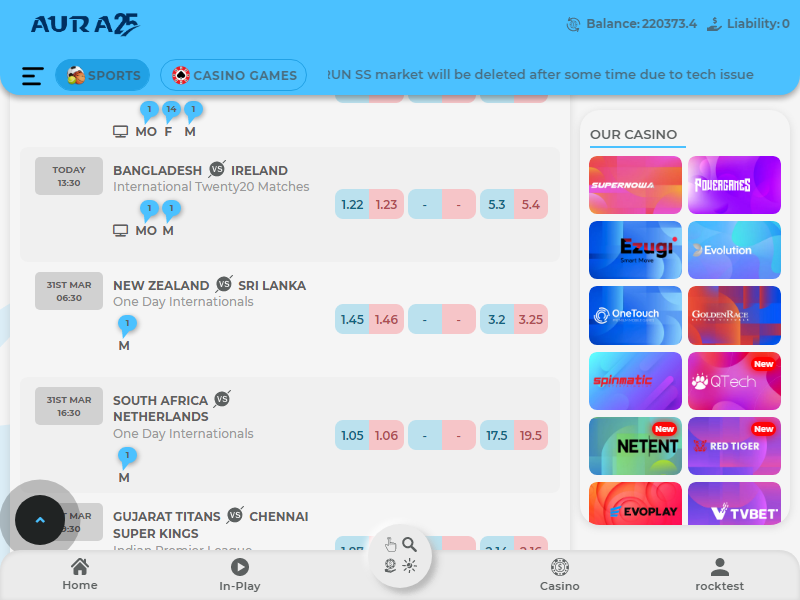 AURA25
Balance: 220373.4 Liability: 0
SPORTS CASINO GAMES RUN SS market will be deleted after some time due to tech issue
1 14 1
MO F M
TODAY
13:30
BANGLADESH VS IRELAND
International Twenty20 Matches
1 1
MO M
1.22 1.23 - - 5.3 5.4
31ST MAR
06:30
NEW ZEALAND VS SRI LANKA
One Day Internationals
1
M
1.45 1.46 - - 3.2 3.25
31ST MAR
16:30
SOUTH AFRICA VS
NETHERLANDS
One Day Internationals
1
M
1.05 1.06 - - 17.5 19.5
GUJARAT TITANS VS CHENNAI
SUPER KINGS
Indian Premier League
OUR CASINO
SUPERNOWA
POWERGAMES
Ezugi
Smart Move
Evolution
OneTouch
GOLDENRACE
spinmatic
New
QTech
New
NETENT
New
RED TIGER
EVOPLAY
TVBET
Home
In-Play
Casino
rocktest